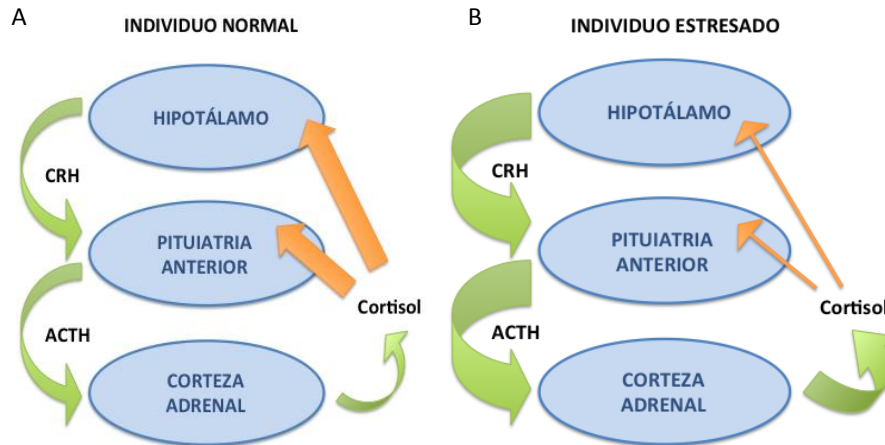 A
INDIVIDUO NORMAL
HIPOTÁLAMO
CRH
PITUIATRIA
ANTERIOR
Cortisol
ACTH
CORTEZA
ADRENAL
B
INDIVIDUO ESTRESADO
HIPOTÁLAMO
CRH
PITUIATRIA
ANTERIOR
Cortisol
ACTH
CORTEZA
ADRENAL